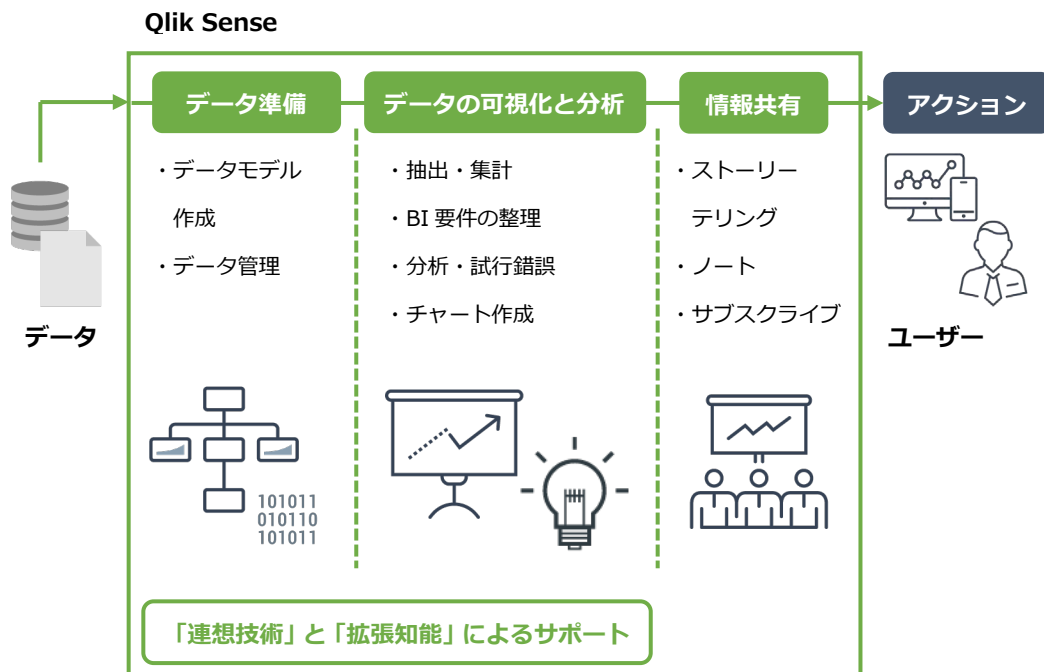 Qlik Sense
データ準備
データの可視化と分析
情報共有
アクション
・データモデル
作成
・データ管理
・抽出・集計
・BI 要件の整理
・分析・試行錯誤
・チャート作成
・ストーリー
テリング
・ノート
・サブスクライブ
データ
ユーザー
101011
010110
101011
「連想技術」と「拡張知能」によるサポート